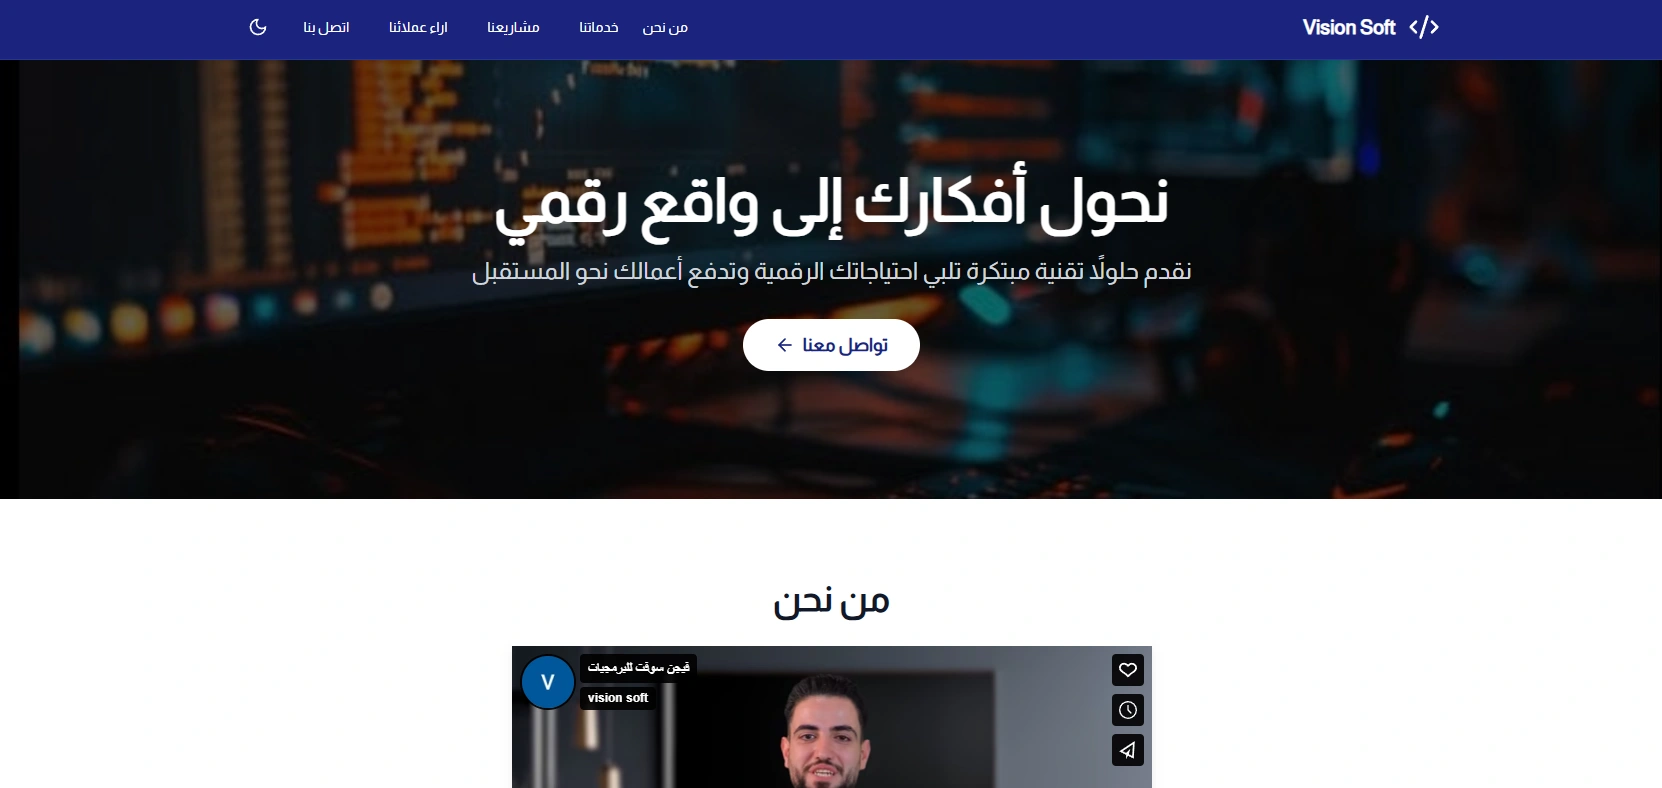 Vision Soft
من نحن
خدماتنا
مشاريعنا
اراء عملائنا
اتصل بنا
نحول أفكارك إلى واقع رقمي
نقدم حلولًا تقنية مبتكرة تلبي احتياجاتك الرقمية وتدفع أعمالك نحو المستقبل
تواصل معنا
من نحن
V
ڤيجن سوفت للبرمجيات
vision soft